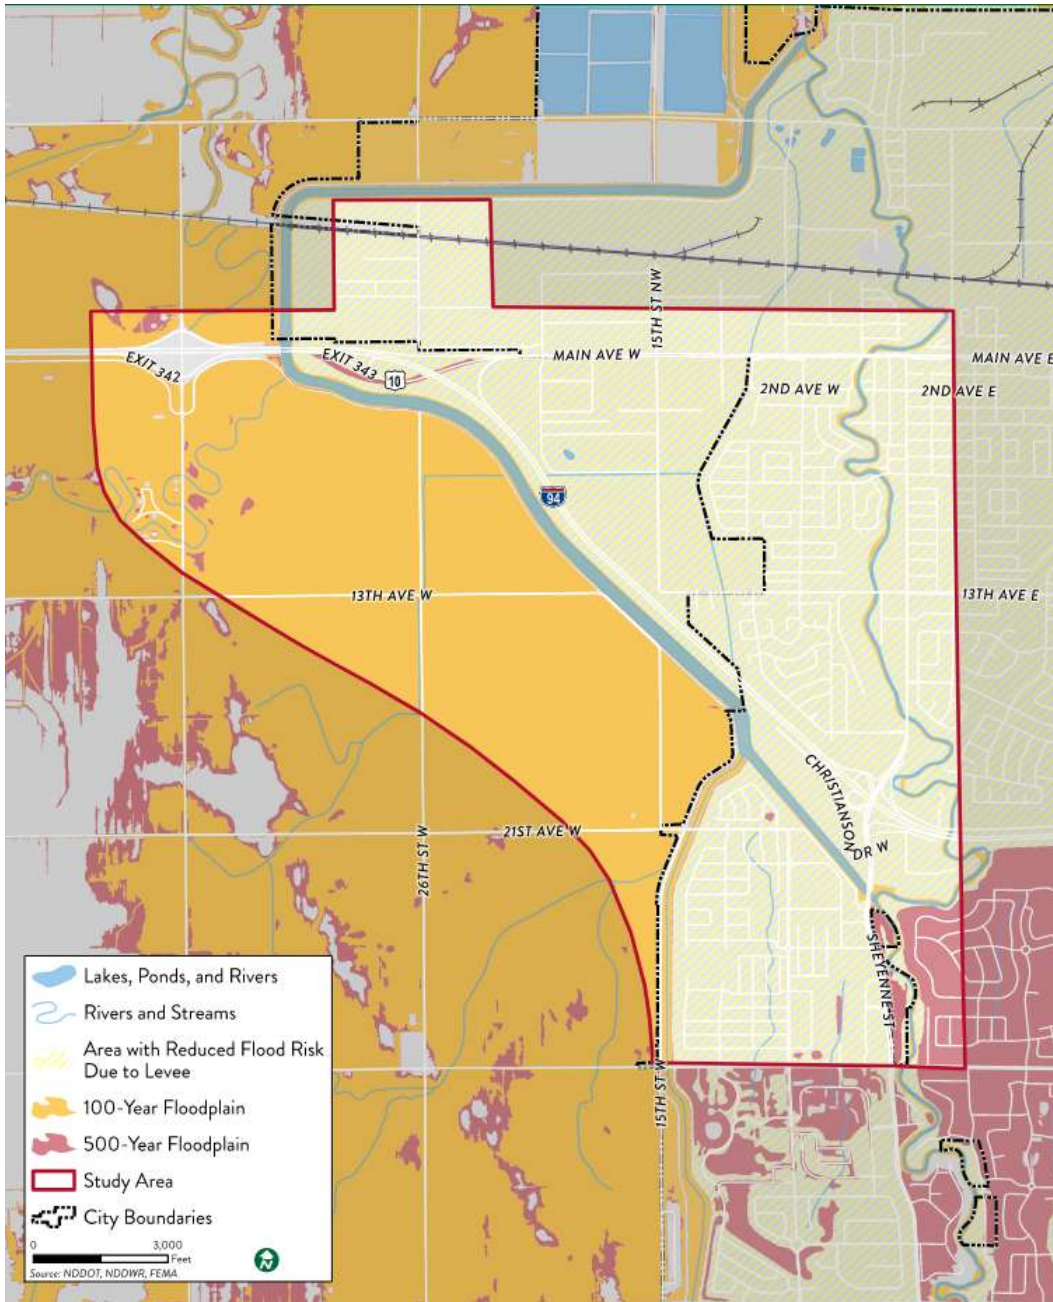 15TH ST NW
EXIT 342
EXIT 343
10
MAIN AVE W
MAIN AVE E
2ND AVE W
2ND AVE E
94
13TH AVE W
13TH AVE E
CHRISTIANSON
DR W
21ST AVE W
26TH ST W
SHEYENNE ST
15TH ST W
Lakes, Ponds, and Rivers
Rivers and Streams
Area with Reduced Flood Risk
Due to Levee
100-Year Floodplain
500-Year Floodplain
Study Area
City Boundaries
0 3,000
Feet
N
Source: NDDOT, NDDWR, FEMA